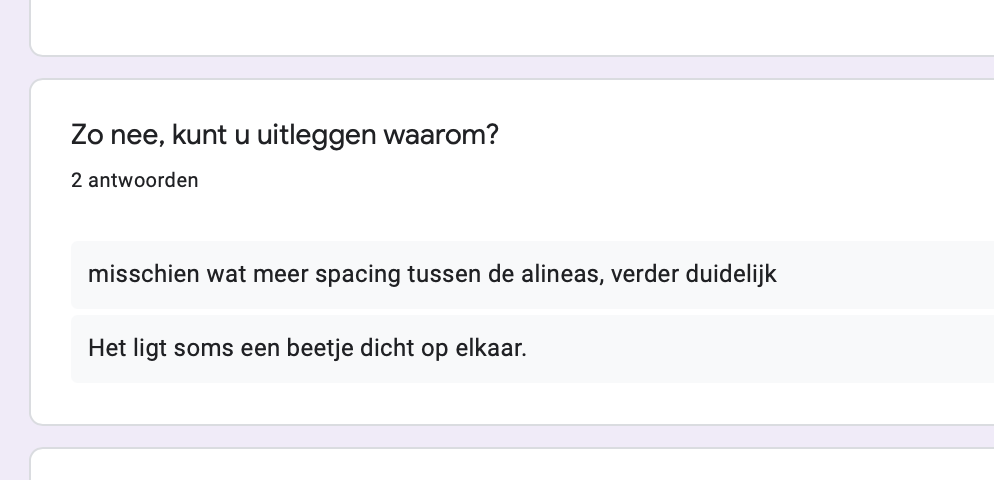 Zo nee, kunt u uitleggen waarom?
2 antwoorden
misschien wat meer spacing tussen de alineas, verder duidelijk
Het ligt soms een beetje dicht op elkaar.